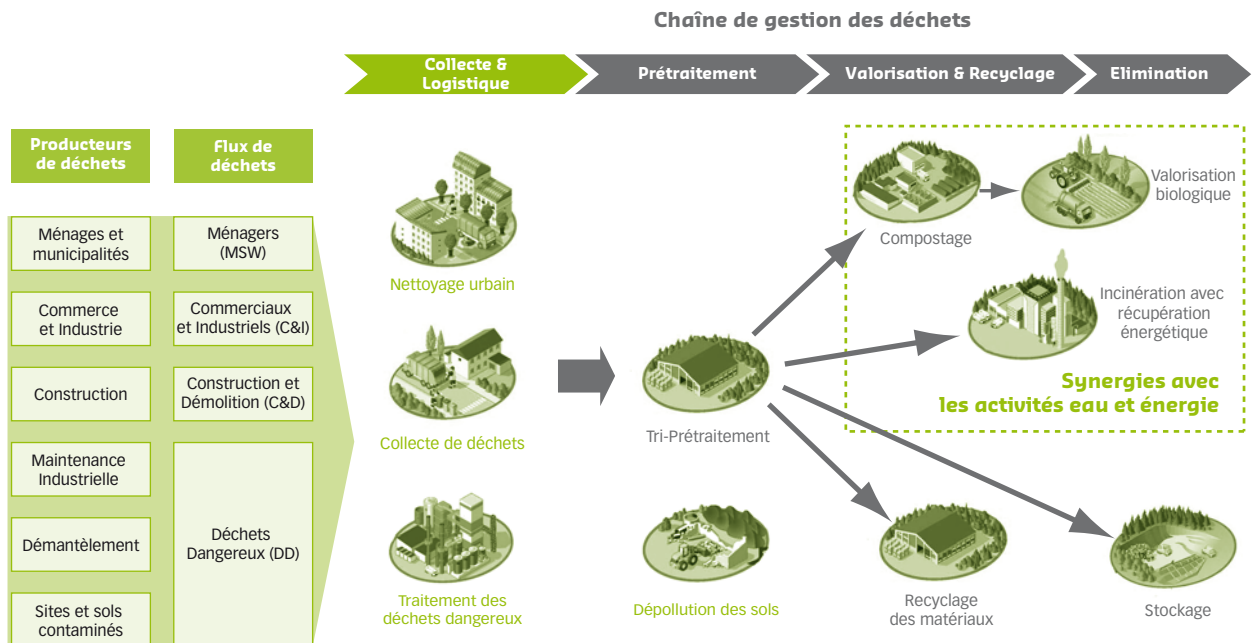 Chaîne de gestion des déchets
Collecte &
Logistique
Prétraitement
Valorisation & Recyclage
Elimination
Producteurs
de déchets
Flux de
déchets
Ménages et
municipalités
Ménagers
(MSW)
Commerce
et Industrie
Commerciaux
et Industriels (C&I)
Construction
Construction et
Démolition (C&D)
Maintenance
Industrielle
Démantèlement
Sites et sols
contaminés
Déchets
Dangereux (DD)
Nettoyage urbain
Collecte de déchets
Traitement des
déchets dangereux
Tri-Prétraitement
Dépollution des sols
Compostage
Valorisation
biologique
Incinération avec
récupération
énergétique
Synergies avec
les activités eau et énergie
Recyclage
des matériaux
Stockage